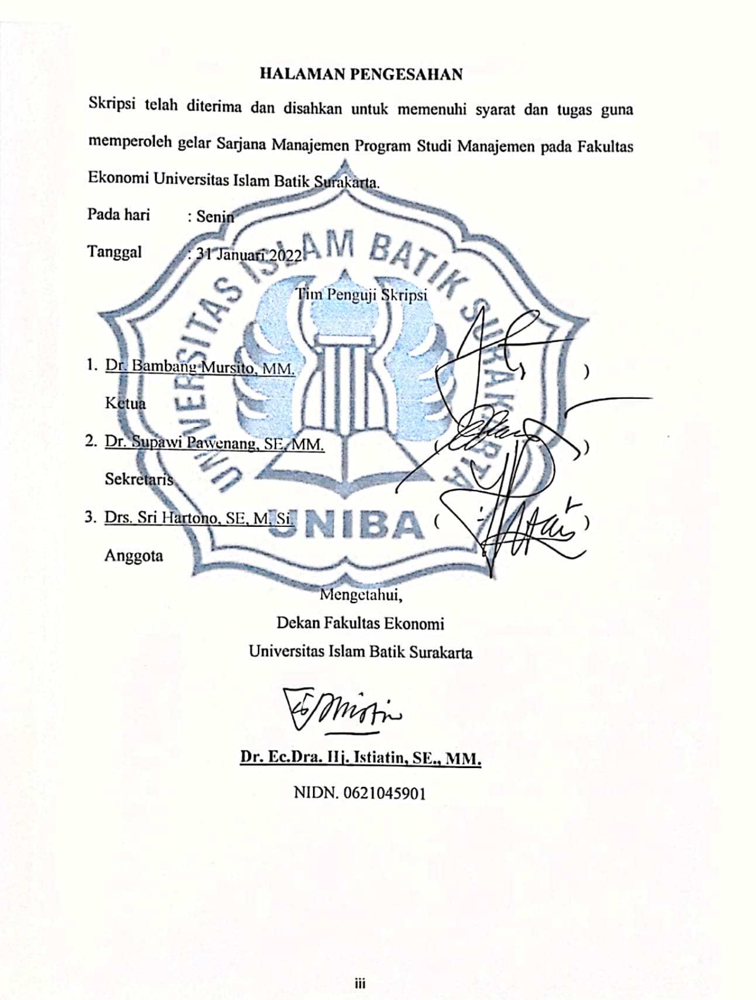 HALAMAN PENGESAHAN
Skripsi telah diterima dan disahkan untuk memenuhi syarat dan tugas guna
memperoleh gelar Sarjana Manajemen Program Studi Manajemen pada Fakultas
Ekonomi Universitas Islam Batik Surakarta.
Pada hari : Senin
Tanggal : 31 Januari 2022
UNIVERSITAS ISLAM BATIK SURAKARTA
Tim Penguji Skripsi
1. Dr. Bambang Mursito, MM. )
Ketua
2. Dr. Supawi Pawenang, SE, MM. ( )
Sekretaris
3. Drs. Sri Hartono, SE, M. Si. ( )
UNIBA
Anggota
Mengetahui,
Dekan Fakultas Ekonomi
Universitas Islam Batik Surakarta
Dr. Ec.Dra. Hj. Istiatin, SE., MM.
NIDN. 0621045901
iii